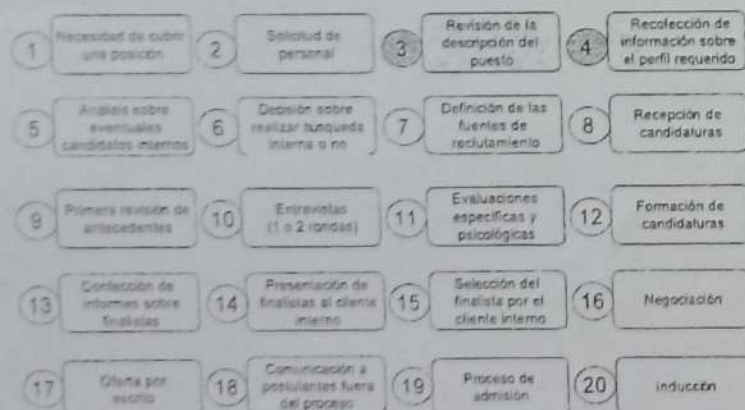 1
Necesidad de cubrir
una posición
2
Solicitud de
personal
3
Revisión de la
descripción del
puesto
4
Recolección de
información sobre
el perfil requerido
5
Análisis sobre
eventuales
candidatos internos
6
Decisión sobre
realizar búsqueda
interna o no
7
Definición de las
fuentes de
reclutamiento
8
Recepción de
candidaturas
9
Primera revisión de
antecedentes
10
Entrevistas
(1 o 2 rondas)
11
Evaluaciones
específicas y
psicológicas
12
Formación de
candidaturas
13
Confección de
informes sobre
finalistas
14
Presentación de
finalistas al cliente
interno
15
Selección del
finalista por el
cliente interno
16
Negociación
17
Oferta por
escrito
18
Comunicación a
postulantes fuera
del proceso
19
Proceso de
admisión
20
Inducción